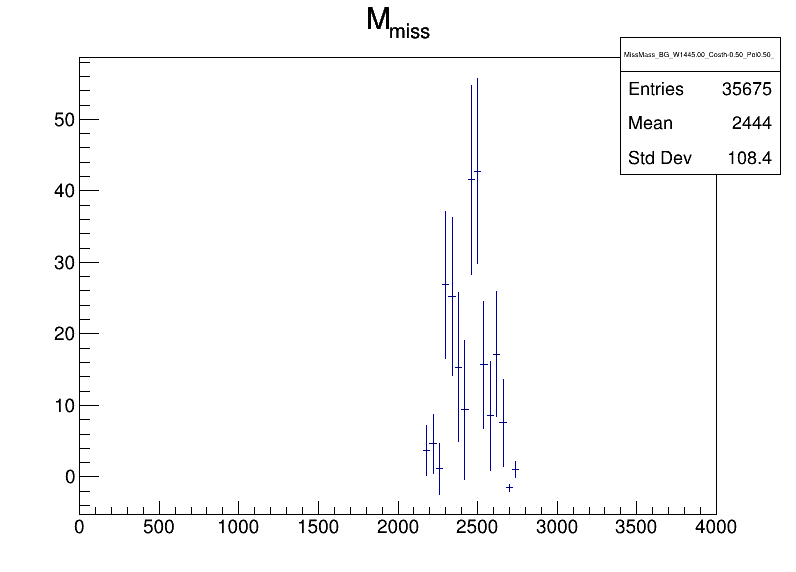 M_miss
MissMass_BG_W1445.00_Costh-0.50_Pol0.50_
Entries 35675
Mean 2444
Std Dev 108.4
50
40
30
20
10
0
0 500 1000 1500 2000 2500 3000 3500 4000